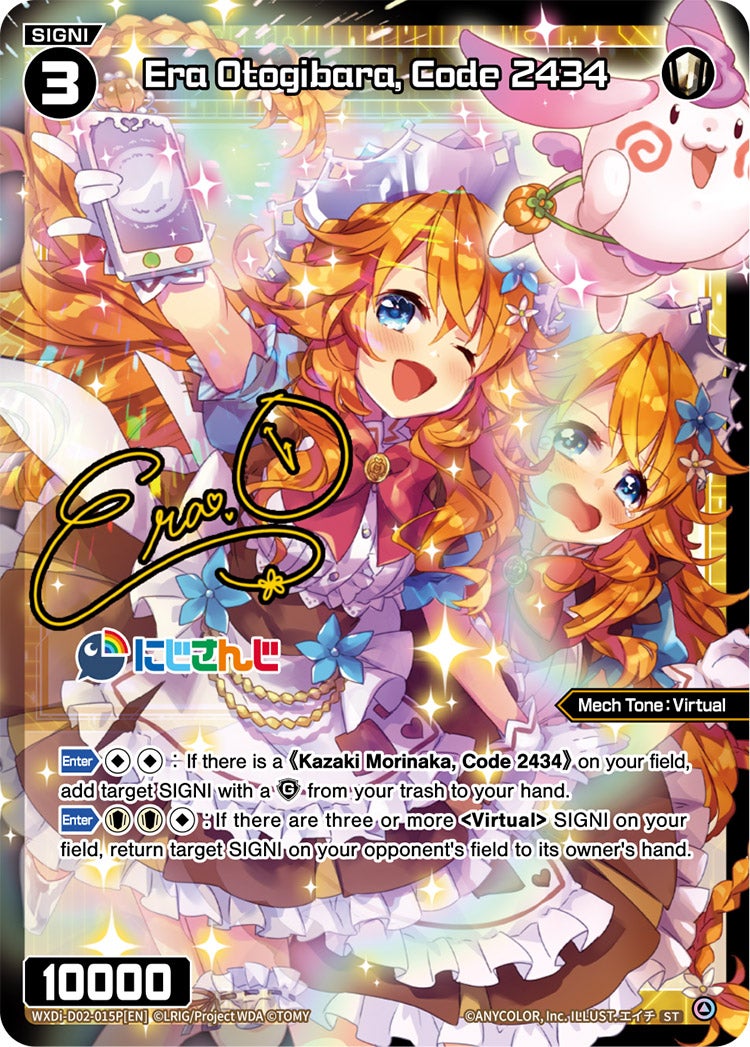 SIGNI
3
Era Otogibara, Code 2434
Era
にじさんじ
Mech Tone:Virtual
Enter : If there is a 《Kazaki Morinaka, Code 2434》 on your field,
add target SIGNI with a G from your trash to your hand.
Enter : If there are three or more <Virtual> SIGNI on your
field, return target SIGNI on your opponent's field to its owner's hand.
10000
WXDi-D02-015P[EN] ©LRIG/Project WDA ©TOMY ©ANYCOLOR, Inc. ILLUST. エイチ ST